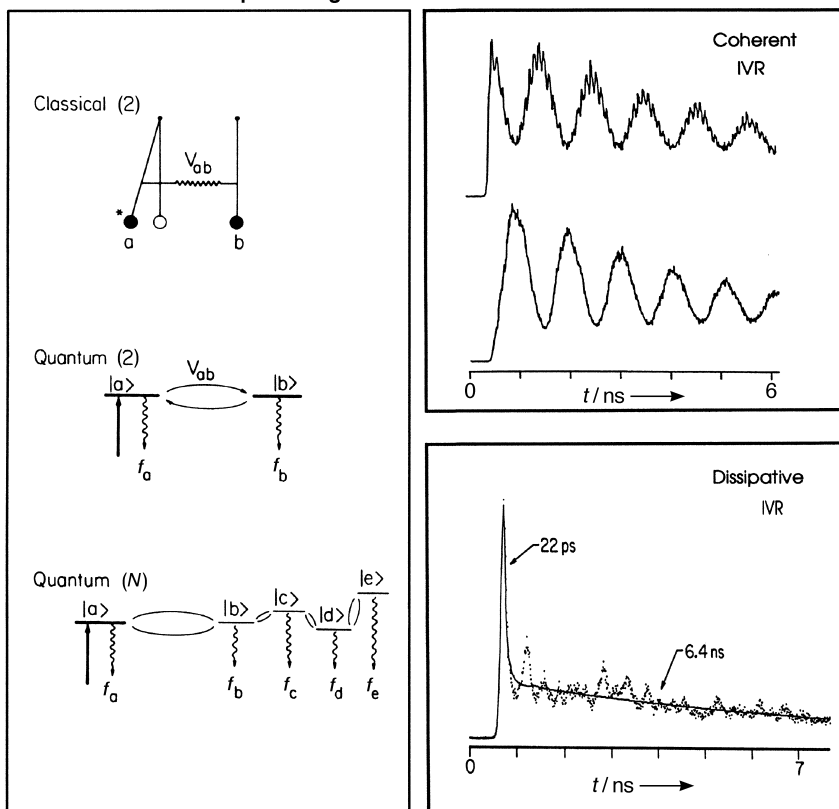 Classical (2)
V_ab
*
a
b
Quantum (2)
V_ab
|a>
|b>
f_a
f_b
Quantum (N)
|a>
|b>
|c>
|d>
|e>
f_a
f_b
f_c
f_d
f_e
Coherent
IVR
0
6
t / ns
Dissipative
IVR
22 ps
6.4 ns
0
7
t / ns